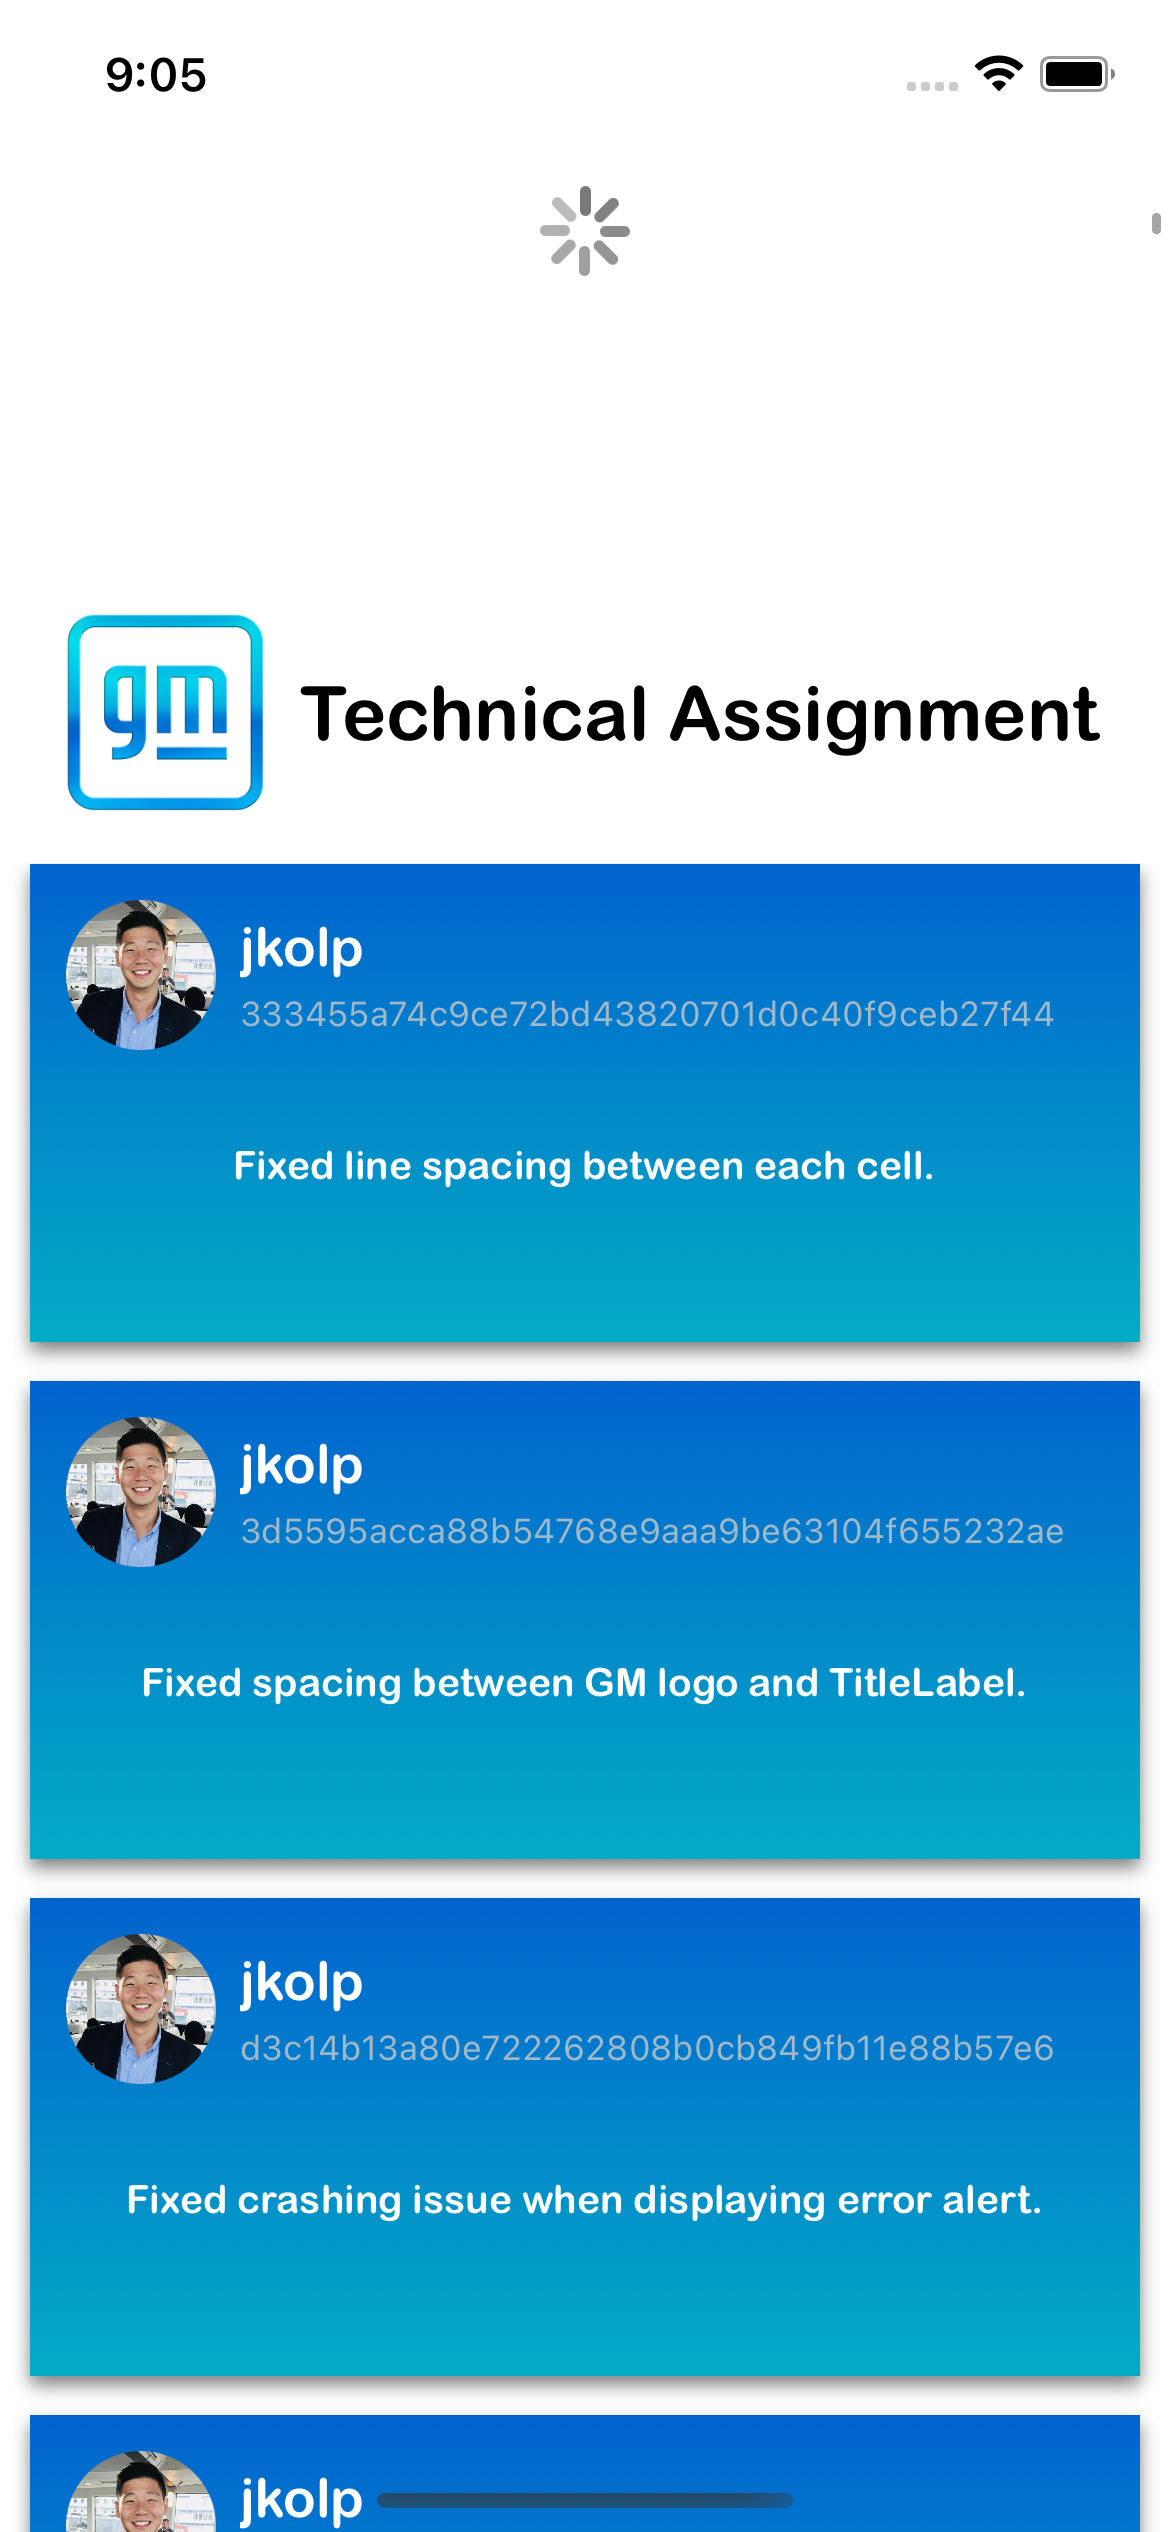 9:05
gm
Technical Assignment
jkolp
333455a74c9ce72bd43820701d0c40f9ceb27f44
Fixed line spacing between each cell.
jkolp
3d5595acca88b54768e9aaa9be63104f655232ae
Fixed spacing between GM logo and TitleLabel.
jkolp
d3c14b13a80e722262808b0cb849fb11e88b57e6
Fixed crashing issue when displaying error alert.
jkolp